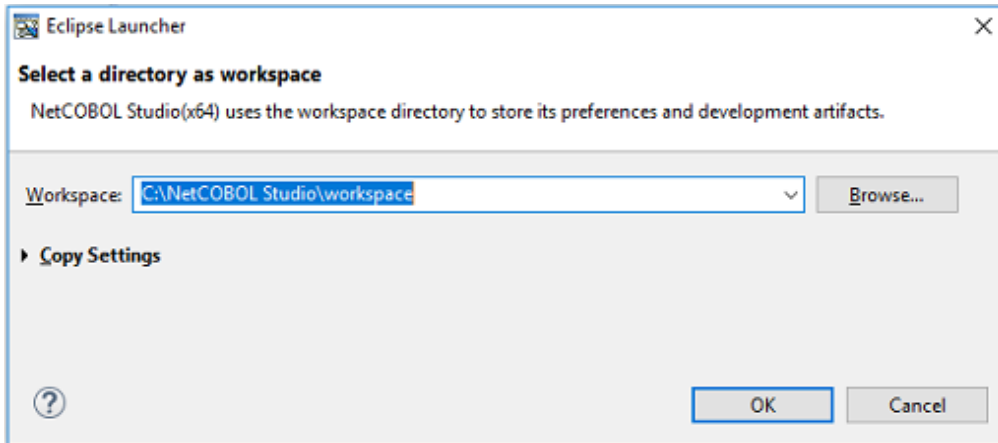 Eclipse Launcher
Select a directory as workspace
NetCOBOL Studio(x64) uses the workspace directory to store its preferences and development artifacts.
Workspace: C:\NetCOBOL Studio\workspace Browse...
Copy Settings
? OK Cancel